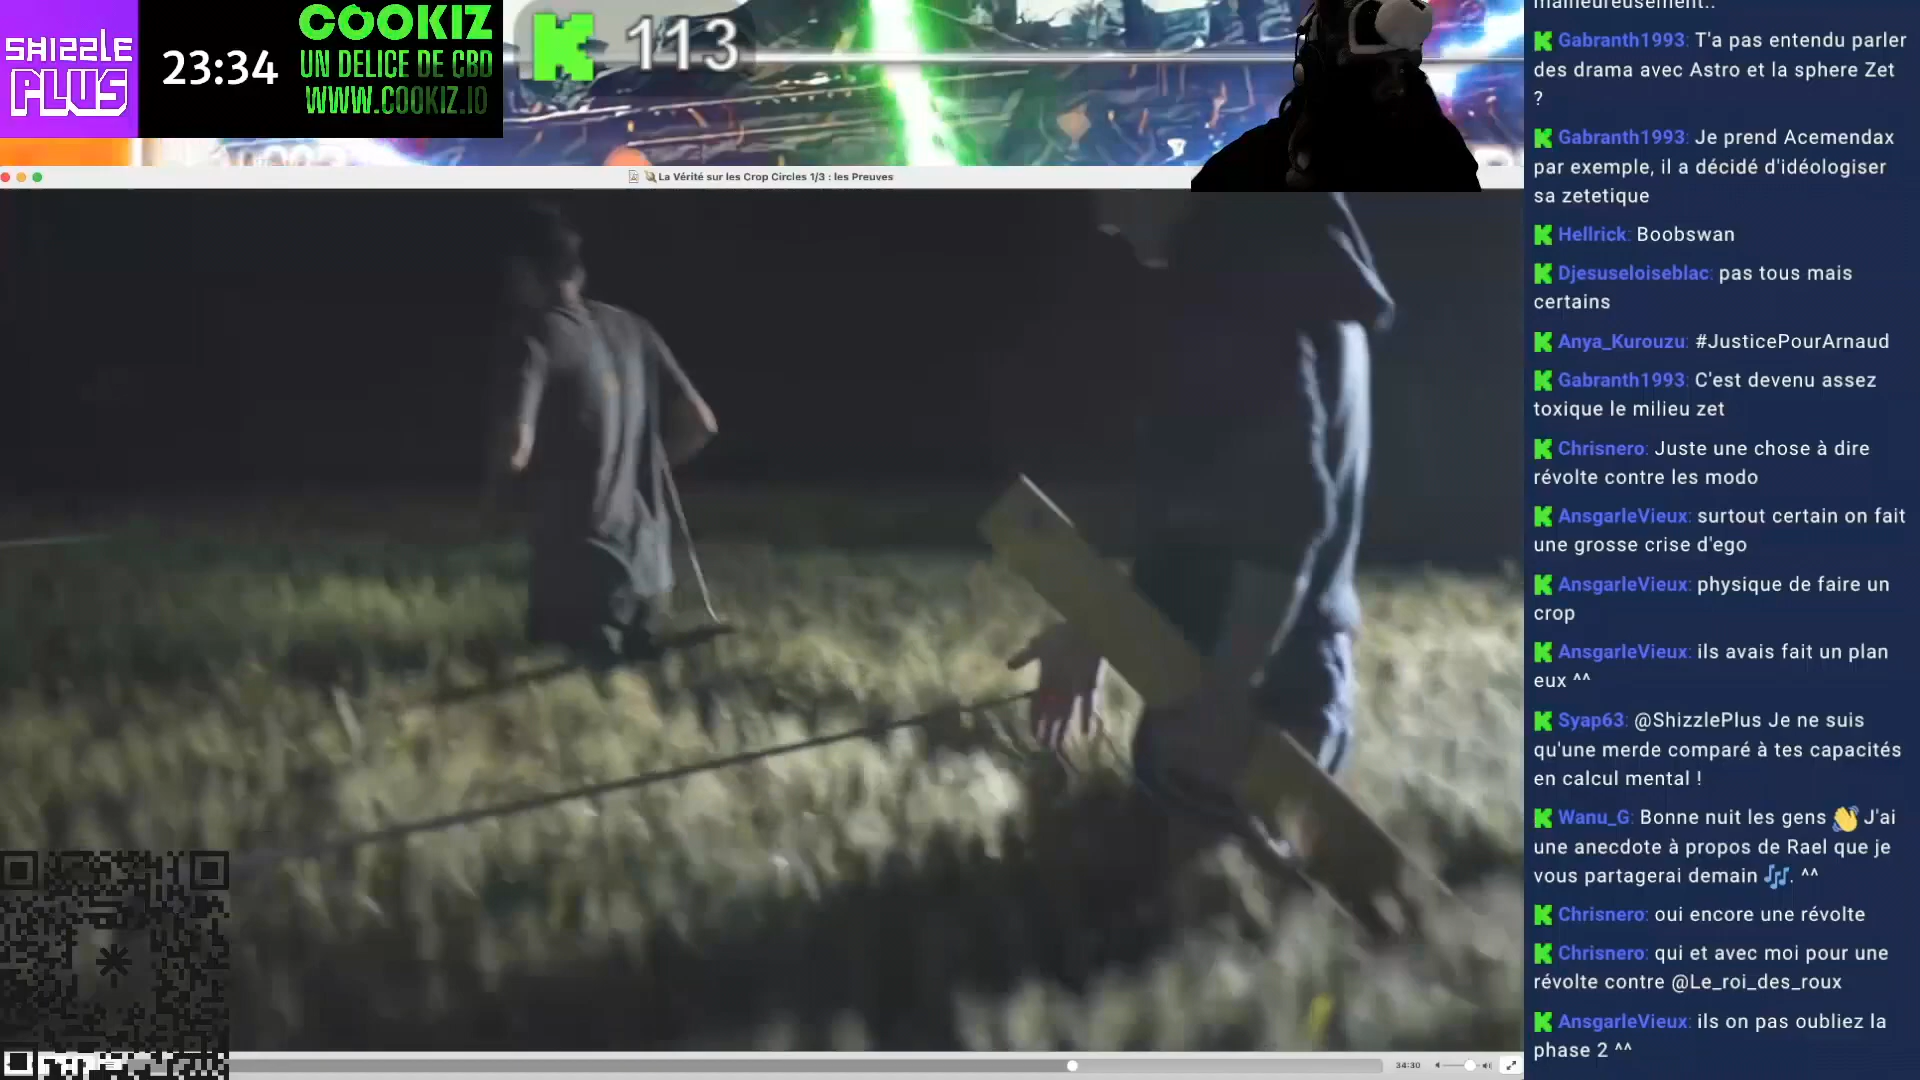 SHIZZLE
PLUS
23:34
COOKIZ
UN DELICE DE CBD
WWW.COOKIZ.IO
K 113
La Vérité sur les Crop Circles 1/3 : les Preuves
34:30
malheureusement..
Gabranth1993: T'a pas entendu parler
des drama avec Astro et la sphere Zet
?
Gabranth1993: Je prend Acemendax
par exemple, il a décidé d'idéologiser
sa zetetique
Hellrick: Boobswan
Djesuseloiseblac: pas tous mais
certains
Anya_Kurouzu: #JusticePourArnaud
Gabranth1993: C'est devenu assez
toxique le milieu zet
Chrisnero: Juste une chose à dire
révolte contre les modo
AnsgarleVieux: surtout certain on fait
une grosse crise d'ego
AnsgarleVieux: physique de faire un
crop
AnsgarleVieux: ils avais fait un plan
eux ^^
Syap63: @ShizzlePlus Je ne suis
qu'une merde comparé à tes capacités
en calcul mental !
Wanu_G: Bonne nuit les gens 👋 J'ai
une anecdote à propos de Rael que je
vous partagerai demain 🎶. ^^
Chrisnero: oui encore une révolte
Chrisnero: qui et avec moi pour une
révolte contre @Le_roi_des_roux
AnsgarleVieux: ils on pas oubliez la
phase 2 ^^